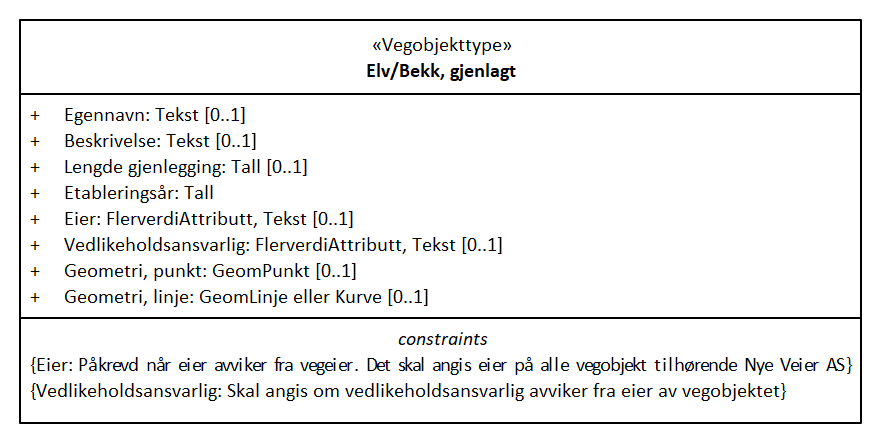 «Vegobjekttype»
Elv/Bekk, gjenlagt
+ Egennavn: Tekst [0..1]
+ Beskrivelse: Tekst [0..1]
+ Lengde gjenlegging: Tall [0..1]
+ Etableringsår: Tall
+ Eier: FlerverdiAttributt, Tekst [0..1]
+ Vedlikeholdsansvarlig: FlerverdiAttributt, Tekst [0..1]
+ Geometri, punkt: GeomPunkt [0..1]
+ Geometri, linje: GeomLinje eller Kurve [0..1]
constraints
{Eier: Påkrevd når eier avviker fra vegeier. Det skal angis eier på alle vegobjekt tilhørende Nye Veier AS}
{Vedlikeholdsansvarlig: Skal angis om vedlikeholdsansvarlig avviker fra eier av vegobjektet}